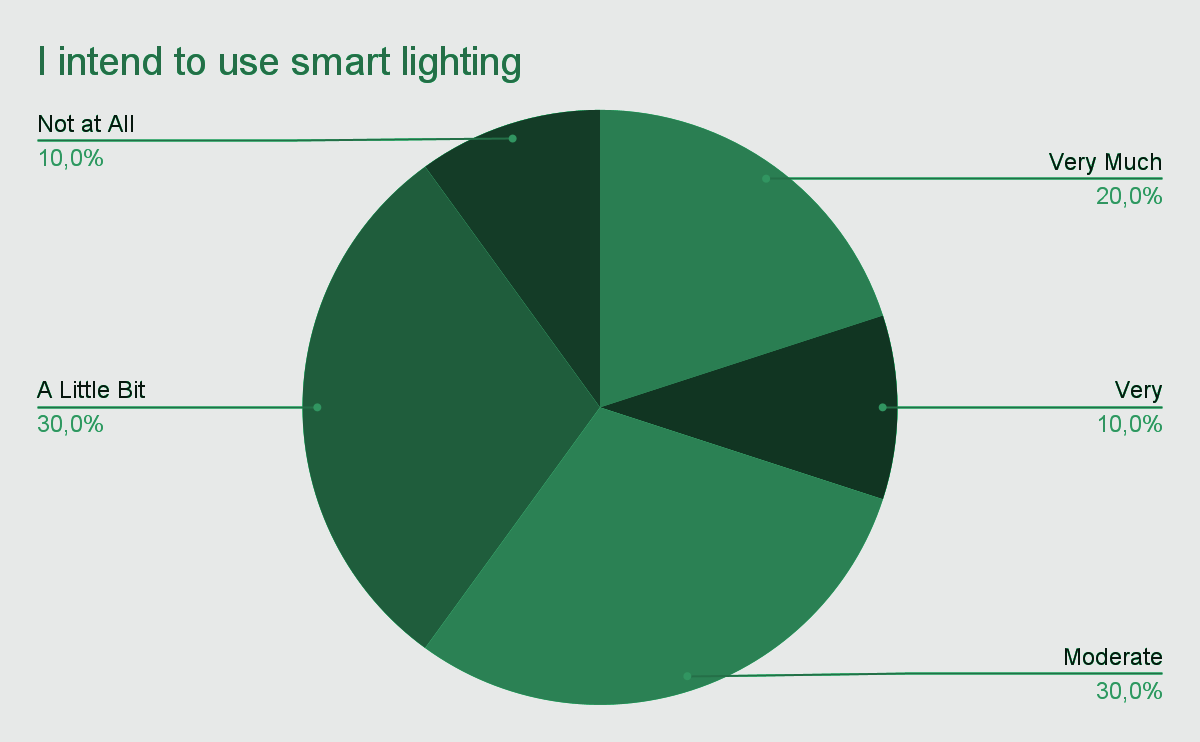 I intend to use smart lighting
Not at All
10,0%
Very Much
20,0%
A Little Bit
30,0%
Very
10,0%
Moderate
30,0%